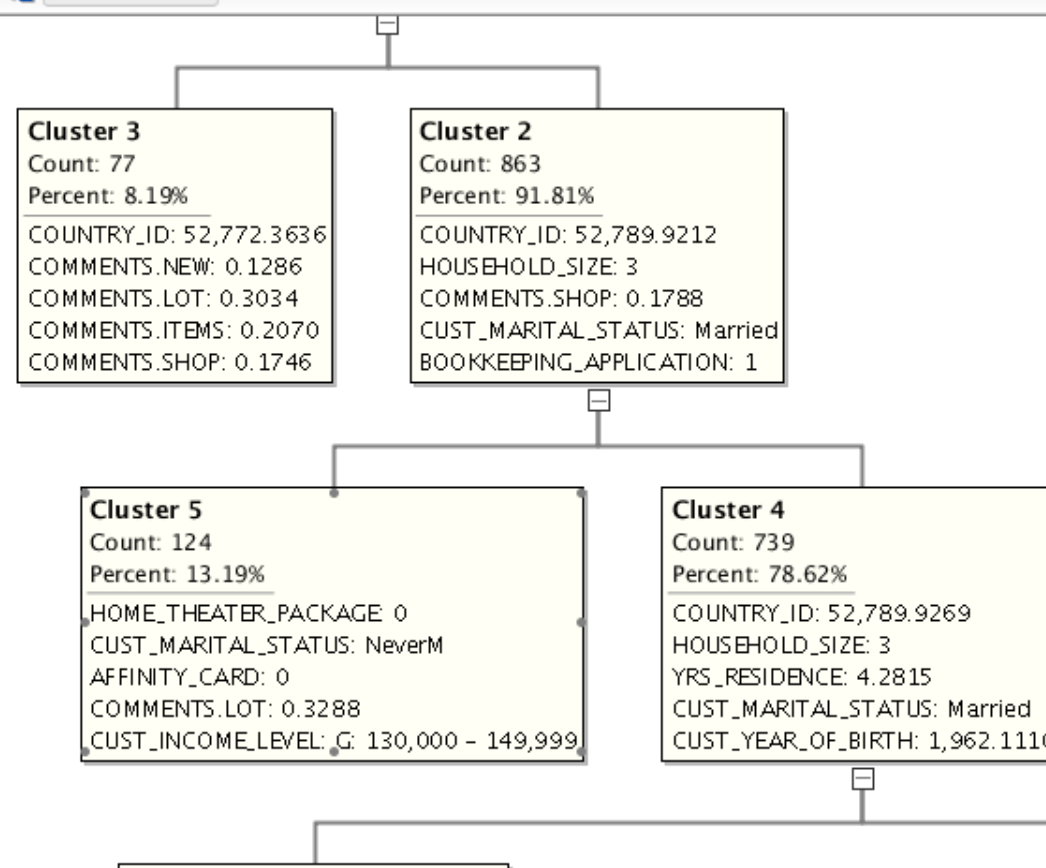 Cluster 3
Count: 77
Percent: 8.19%
COUNTRY_ID: 52,772.3636
COMMENTS.NEW: 0.1286
COMMENTS.LOT: 0.3034
COMMENTS.ITEMS: 0.2070
COMMENTS.SHOP: 0.1746
Cluster 2
Count: 863
Percent: 91.81%
COUNTRY_ID: 52,789.9212
HOUSEHOLD_SIZE: 3
COMMENTS.SHOP: 0.1788
CUST_MARITAL_STATUS: Married
BOOKKEEPING_APPLICATION: 1
Cluster 5
Count: 124
Percent: 13.19%
HOME_THEATER_PACKAGE: 0
CUST_MARITAL_STATUS: NeverM
AFFINITY_CARD: 0
COMMENTS.LOT: 0.3288
CUST_INCOME_LEVEL: G: 130,000 - 149,999
Cluster 4
Count: 739
Percent: 78.62%
COUNTRY_ID: 52,789.9269
HOUSEHOLD_SIZE: 3
YRS_RESIDENCE: 4.2815
CUST_MARITAL_STATUS: Married
CUST_YEAR_OF_BIRTH: 1,962.1110